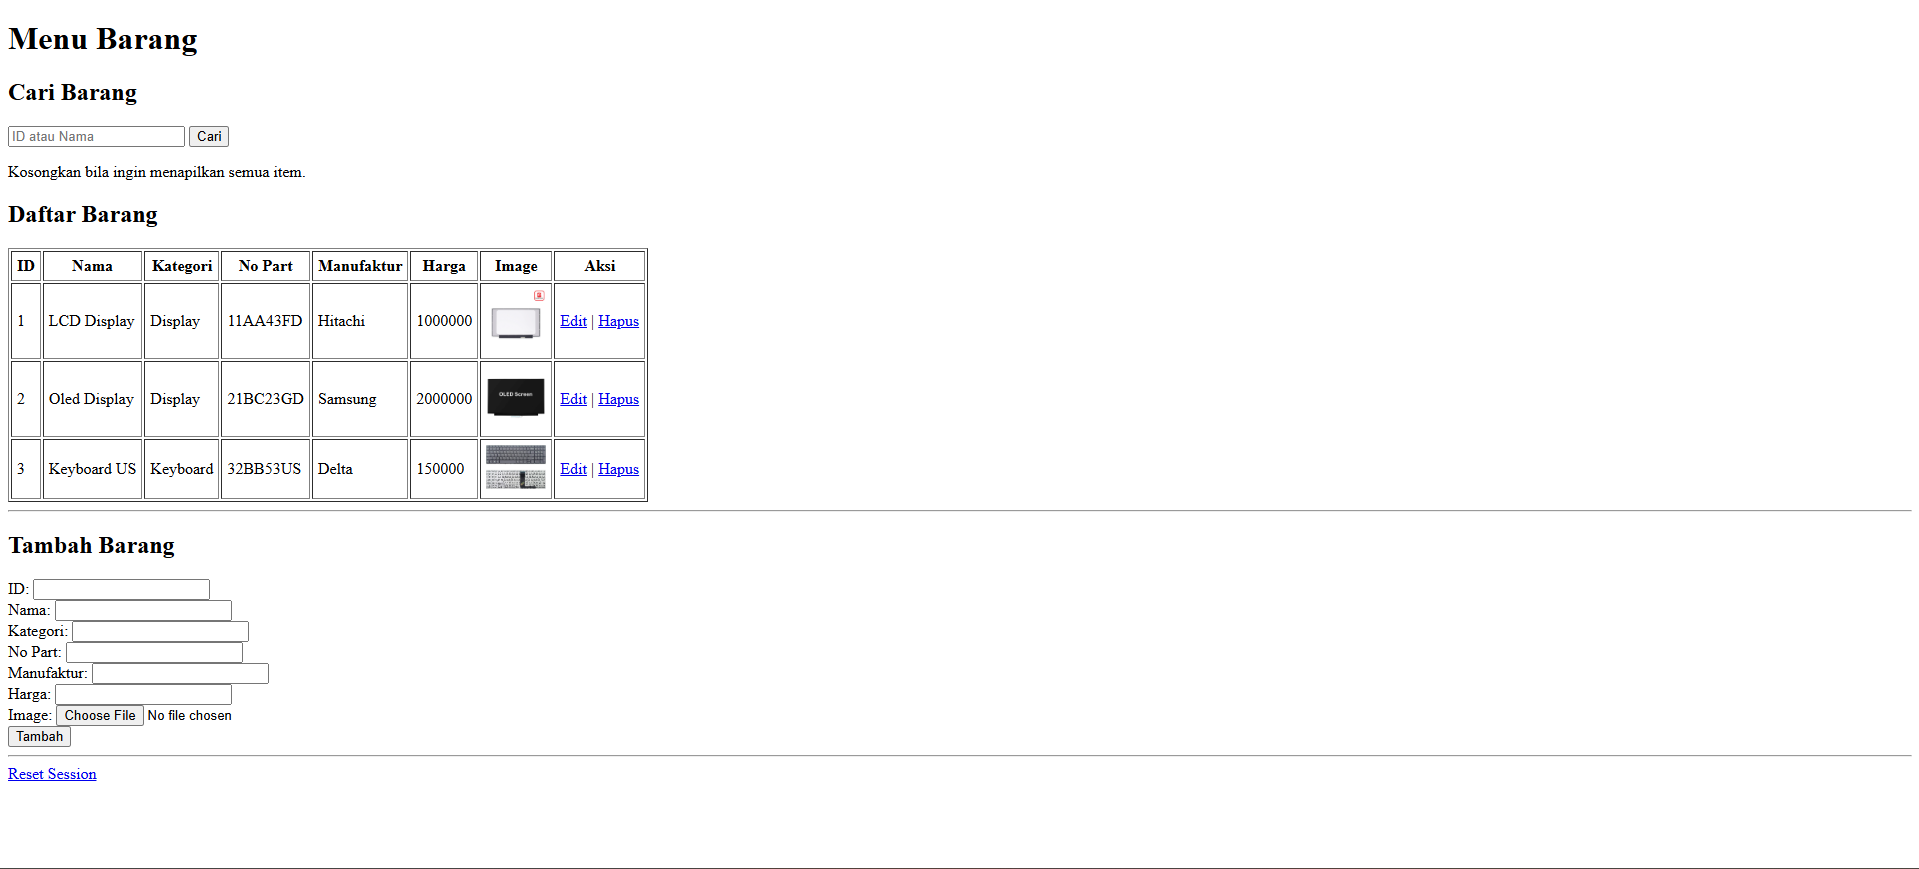 Menu Barang
Cari Barang
ID atau Nama Cari
Kosongkan bila ingin menapilkan semua item.
Daftar Barang
ID Nama Kategori No Part Manufaktur Harga Image Aksi
1 LCD Display Display 11AA43FD Hitachi 1000000 Edit | Hapus
2 Oled Display Display 21BC23GD Samsung 2000000 OLED Screen Edit | Hapus
3 Keyboard US Keyboard 32BB53US Delta 150000 Edit | Hapus
Tambah Barang
ID:
Nama:
Kategori:
No Part:
Manufaktur:
Harga:
Image: Choose File No file chosen
Tambah
Reset Session